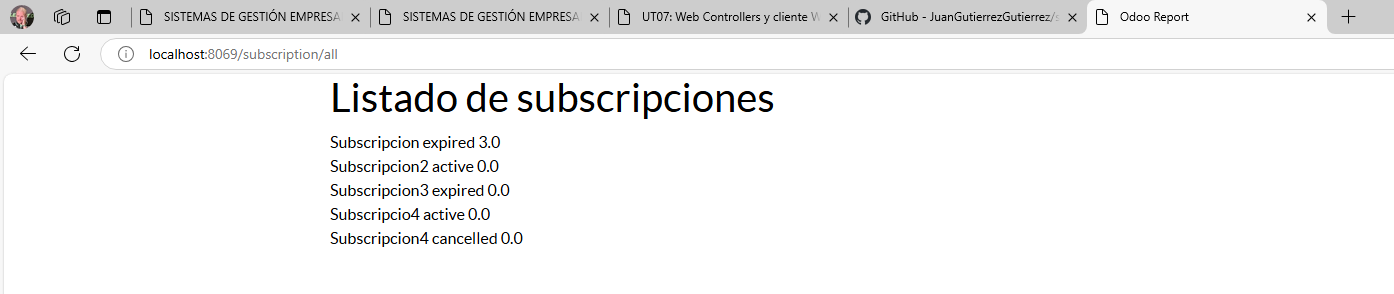 SISTEMAS DE GESTIÓN EMPRESA
SISTEMAS DE GESTIÓN EMPRESA
UT07: Web Controllers y cliente W
GitHub - JuanGutierrezGutierrez/s
Odoo Report
localhost:8069/subscription/all
Listado de subscripciones
Subscripcion expired 3.0
Subscripcion2 active 0.0
Subscripcion3 expired 0.0
Subscripcio4 active 0.0
Subscripcion4 cancelled 0.0